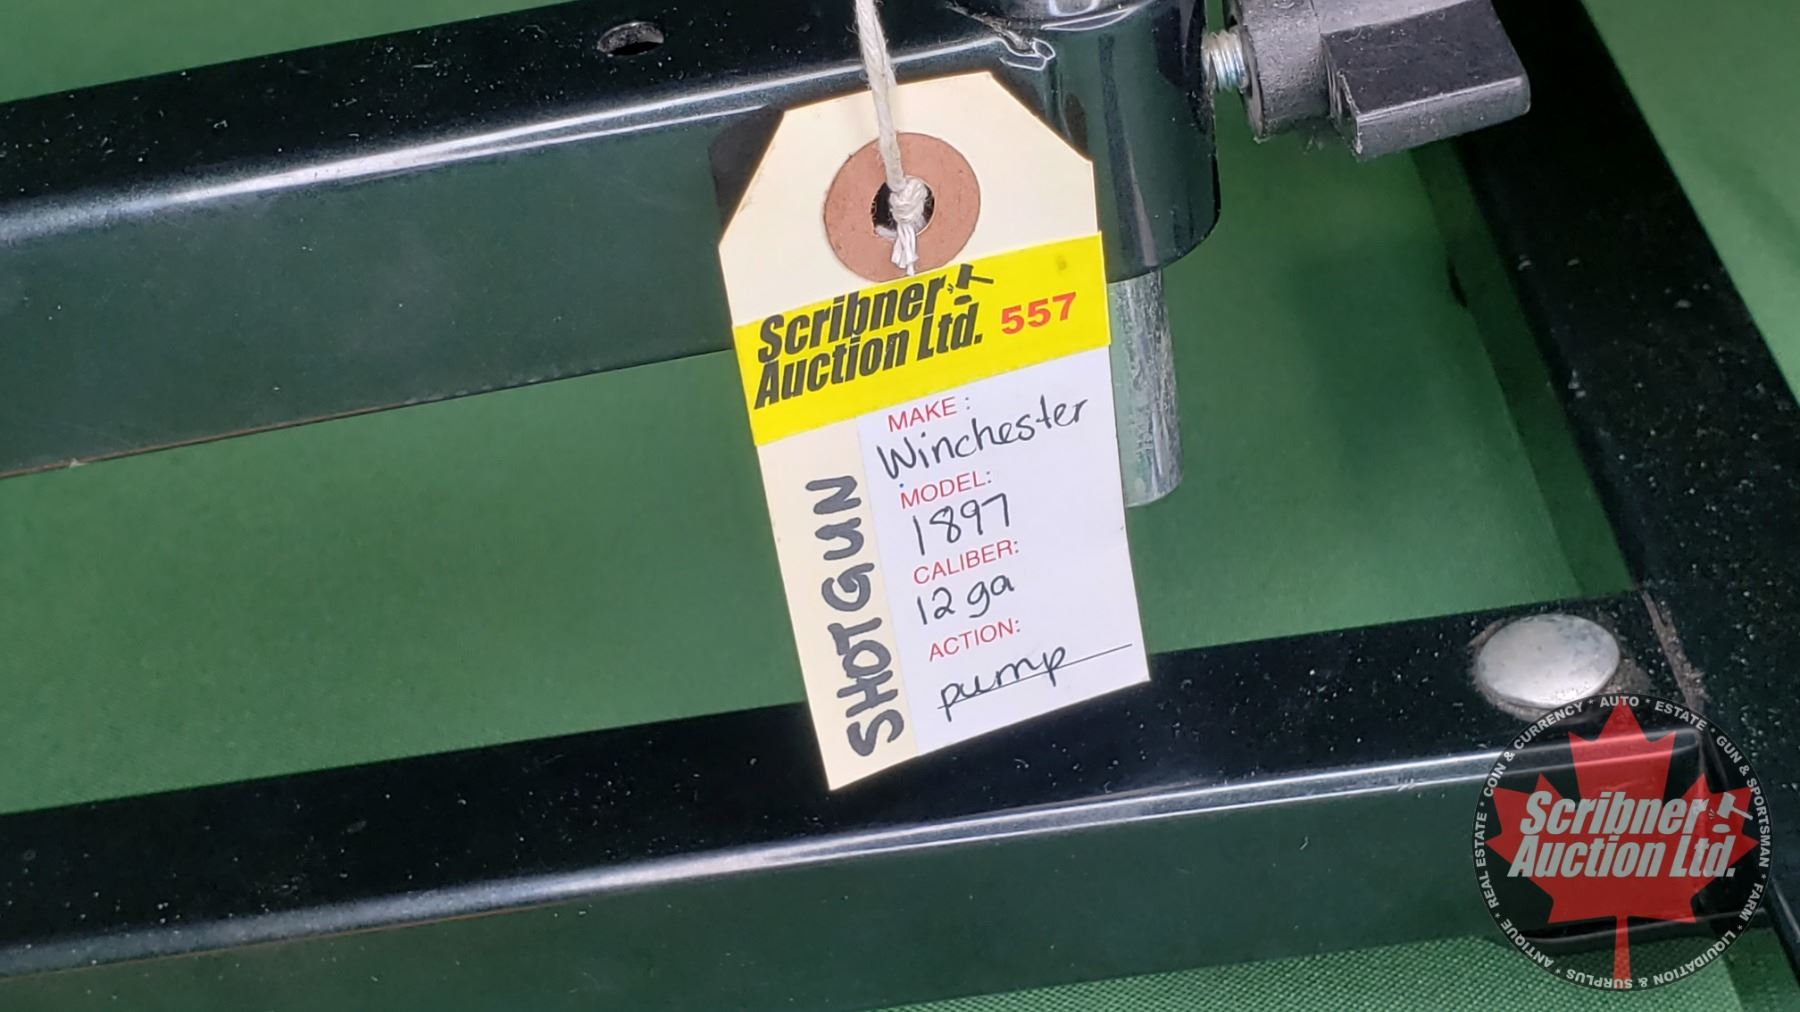 Scribner
Auction Ltd. 557
SHOTGUN
MAKE:
Winchester
MODEL:
1897
CALIBER:
12 ga
ACTION:
pump
COIN & CURRENCY * AUTO * ESTATE * GUN & SPORTSMAN * FARM * LIQUIDATION & SURPLUS * ANTIQUE * REAL ESTATE *
Scribner
Auction Ltd.